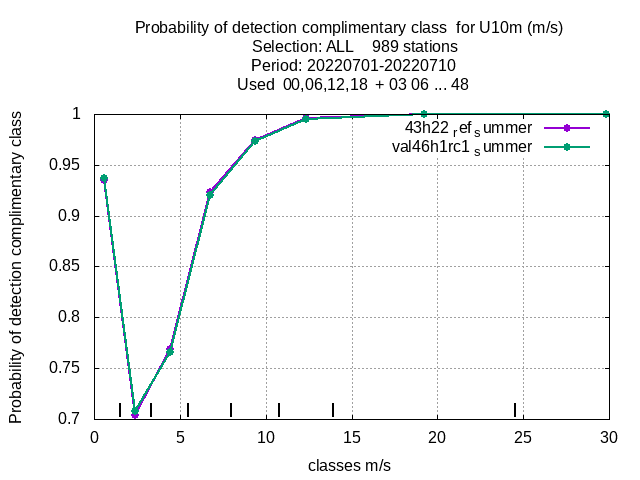 Probability of detection complimentary class  for U10m (m/s)
Selection: ALL    989 stations
Period: 20220701-20220710
Used  00,06,12,18  + 03 06 ... 48
Probability of detection complimentary class
1
0.95
0.9
0.85
0.8
0.75
0.7
43h22 ref summer
val46h1rc1 summer
0 5 10 15 20 25 30
classes m/s